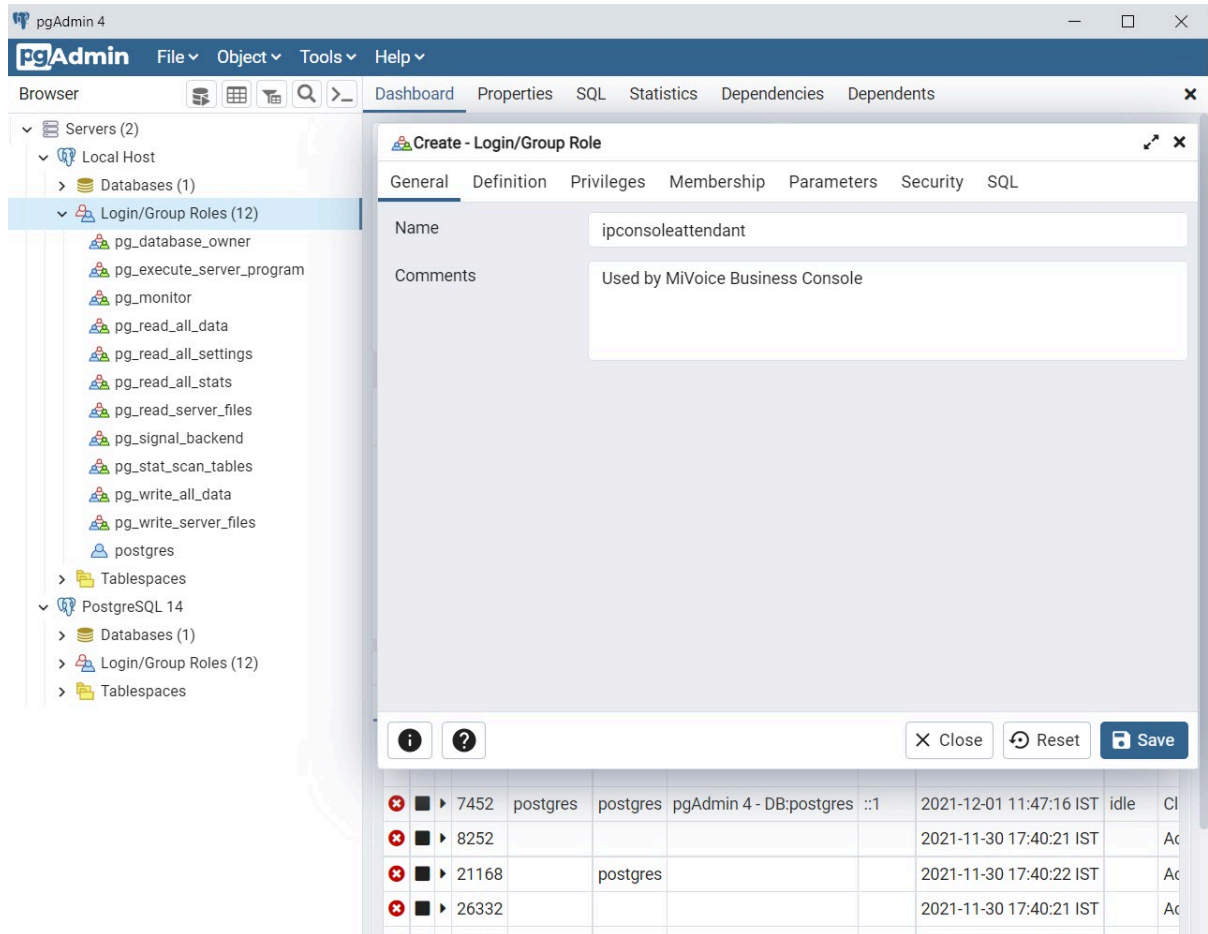 pgAdmin 4
pgAdmin File Object Tools Help
Browser
Dashboard Properties SQL Statistics Dependencies Dependents
Servers (2)
Local Host
Databases (1)
Login/Group Roles (12)
pg_database_owner
pg_execute_server_program
pg_monitor
pg_read_all_data
pg_read_all_settings
pg_read_all_stats
pg_read_server_files
pg_signal_backend
pg_stat_scan_tables
pg_write_all_data
pg_write_server_files
postgres
Tablespaces
PostgreSQL 14
Databases (1)
Login/Group Roles (12)
Tablespaces
Create - Login/Group Role
General Definition Privileges Membership Parameters Security SQL
Name ipconsoleattendant
Comments Used by MiVoice Business Console
Close Reset Save
7452 postgres postgres pgAdmin 4 - DB:postgres ::1 2021-12-01 11:47:16 IST idle Cl
8252 2021-11-30 17:40:21 IST
21168 postgres 2021-11-30 17:40:22 IST
26332 2021-11-30 17:40:21 IST